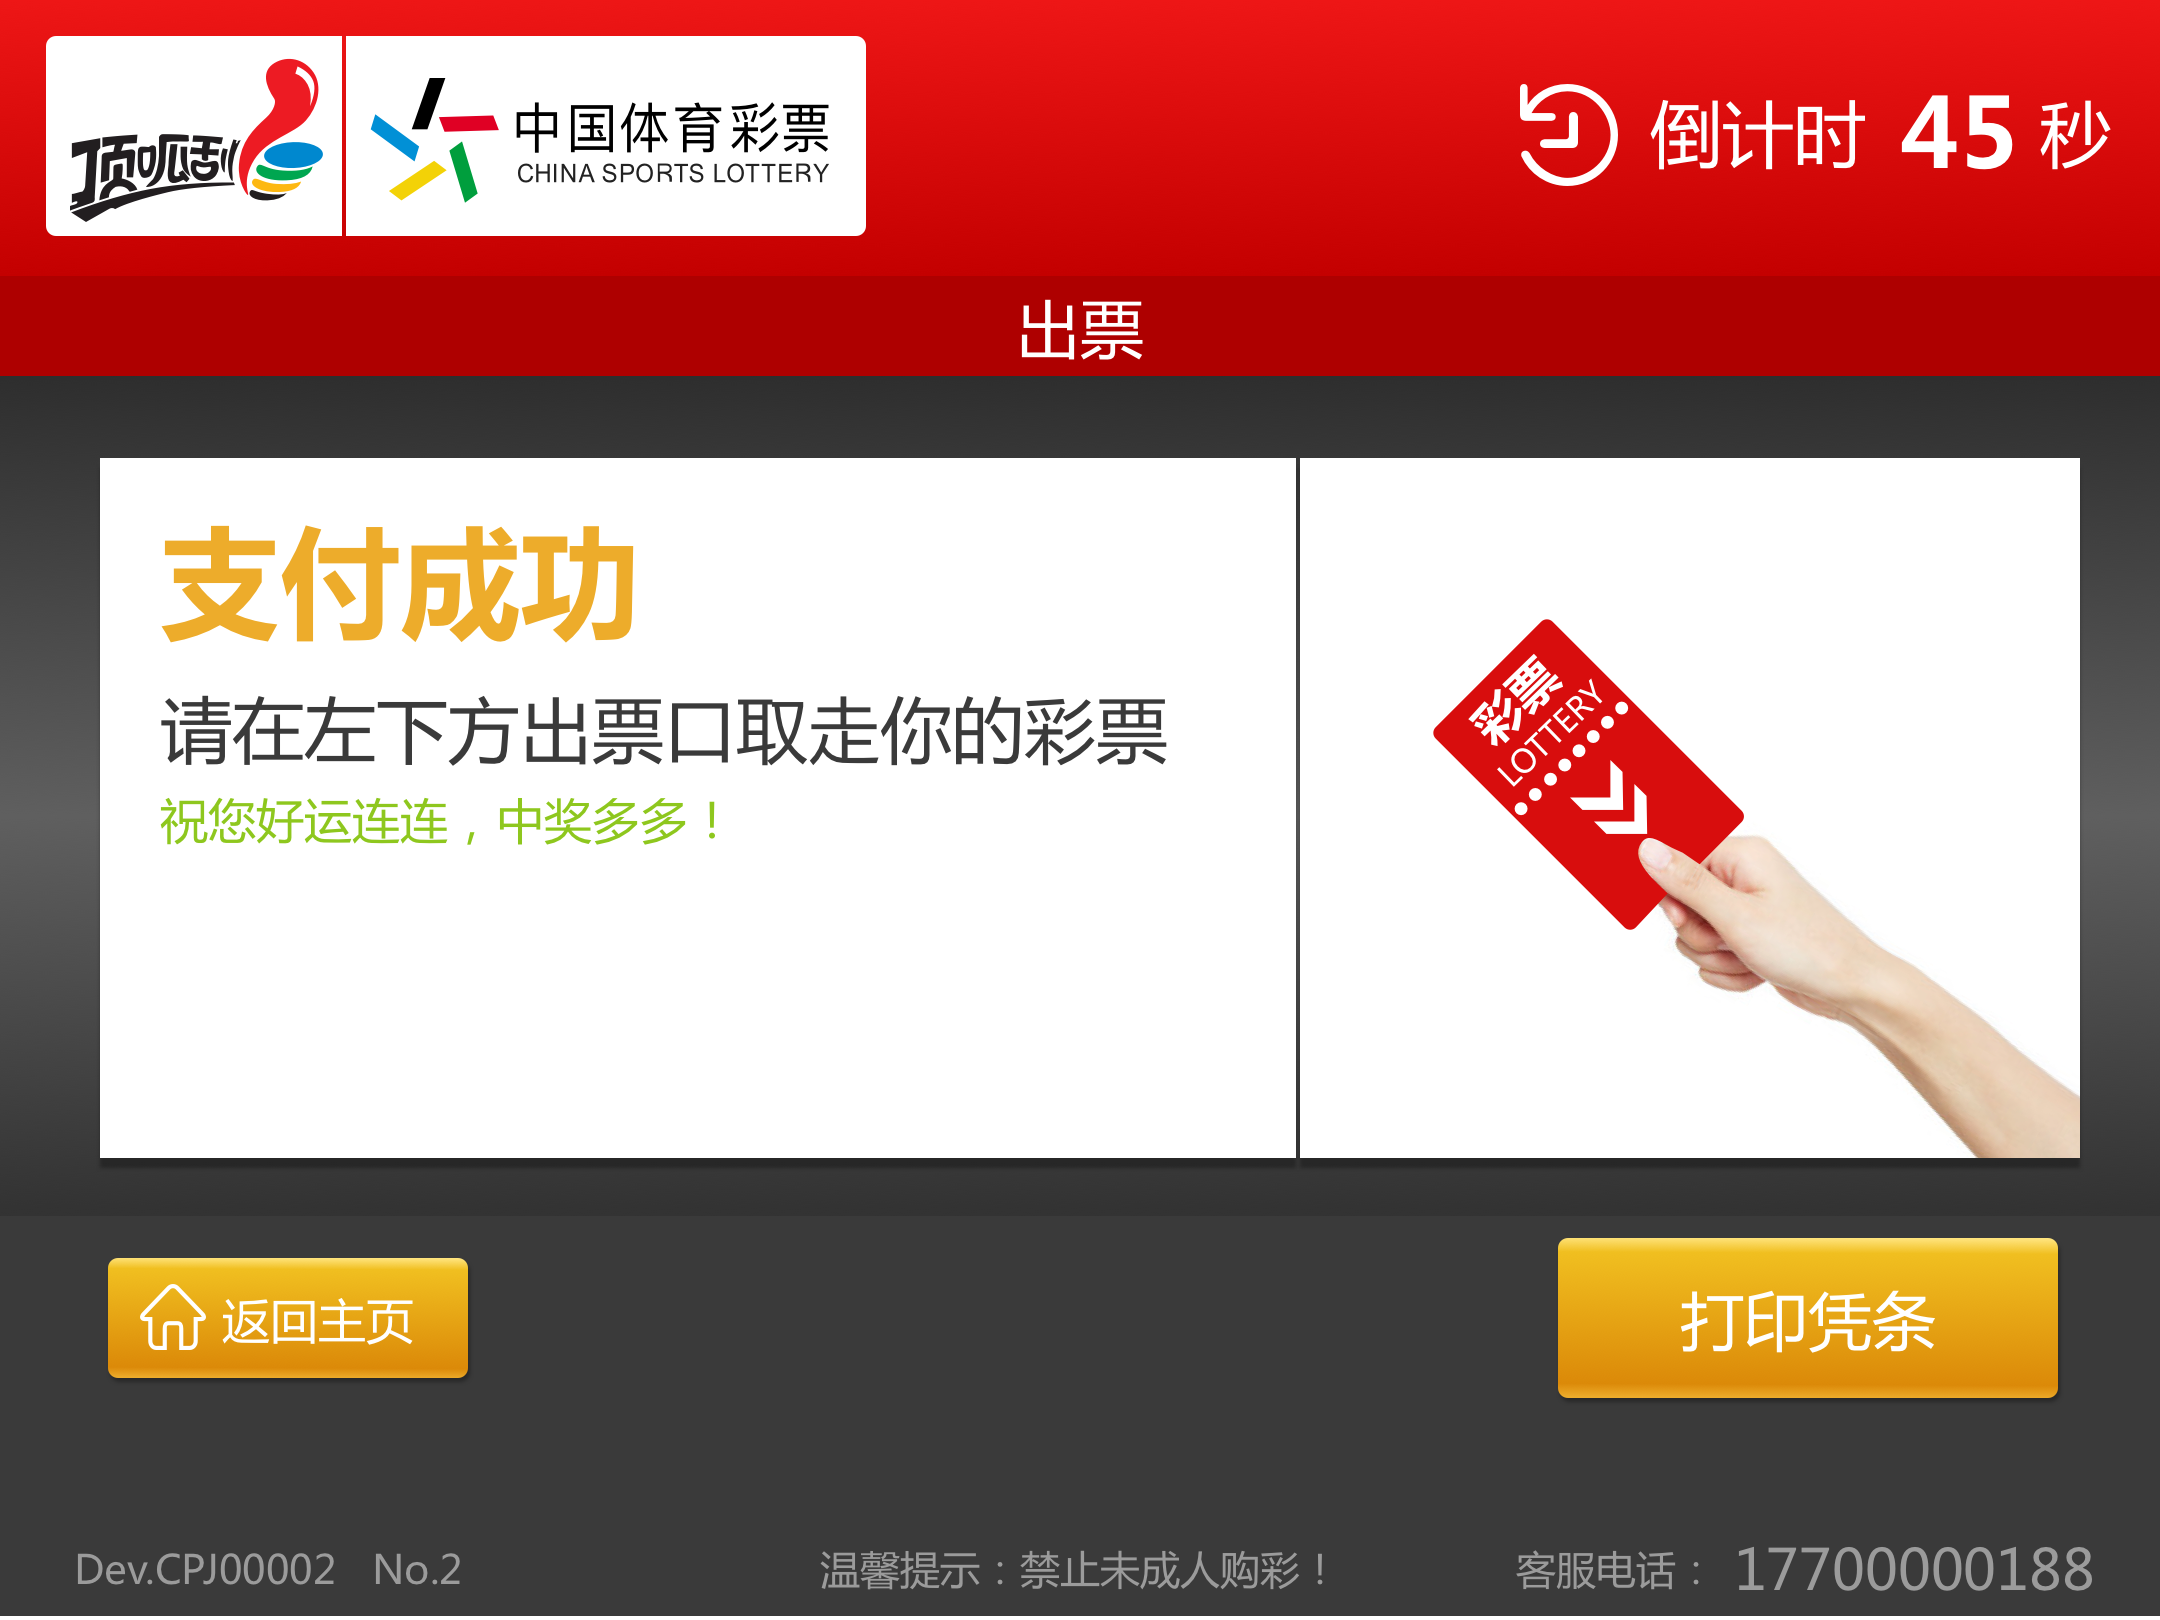 顶呱刮
中国体育彩票
CHINA SPORTS LOTTERY
倒计时 45 秒
出票
支付成功
请在左下方出票口取走你的彩票
祝您好运连连，中奖多多！
彩票
LOTTERY
返回主页
打印凭条
Dev.CPJ00002 No.2
温馨提示：禁止未成人购彩！
客服电话： 17700000188